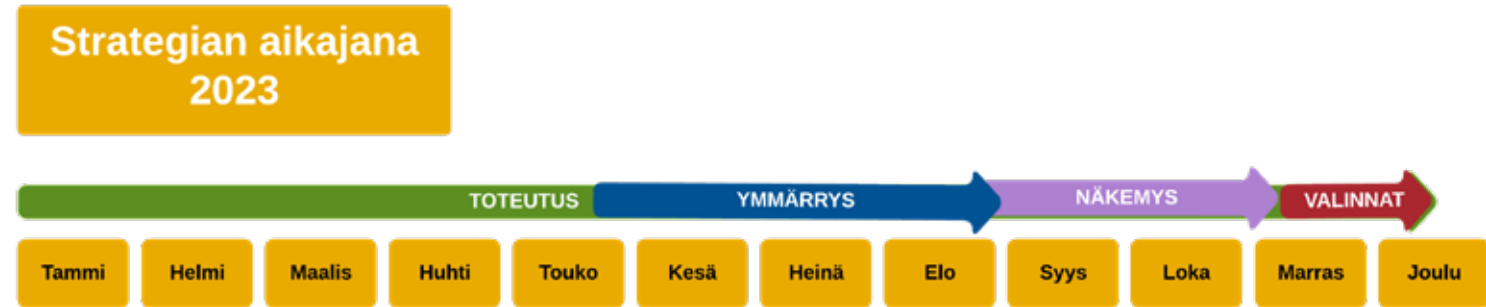 Strategian aikajana
2023
TOTEUTUS YMMÄRRYS NÄKEMYS VALINNAT
Tammi Helmi Maalis Huhti Touko Kesä Heinä Elo Syys Loka Marras Joulu